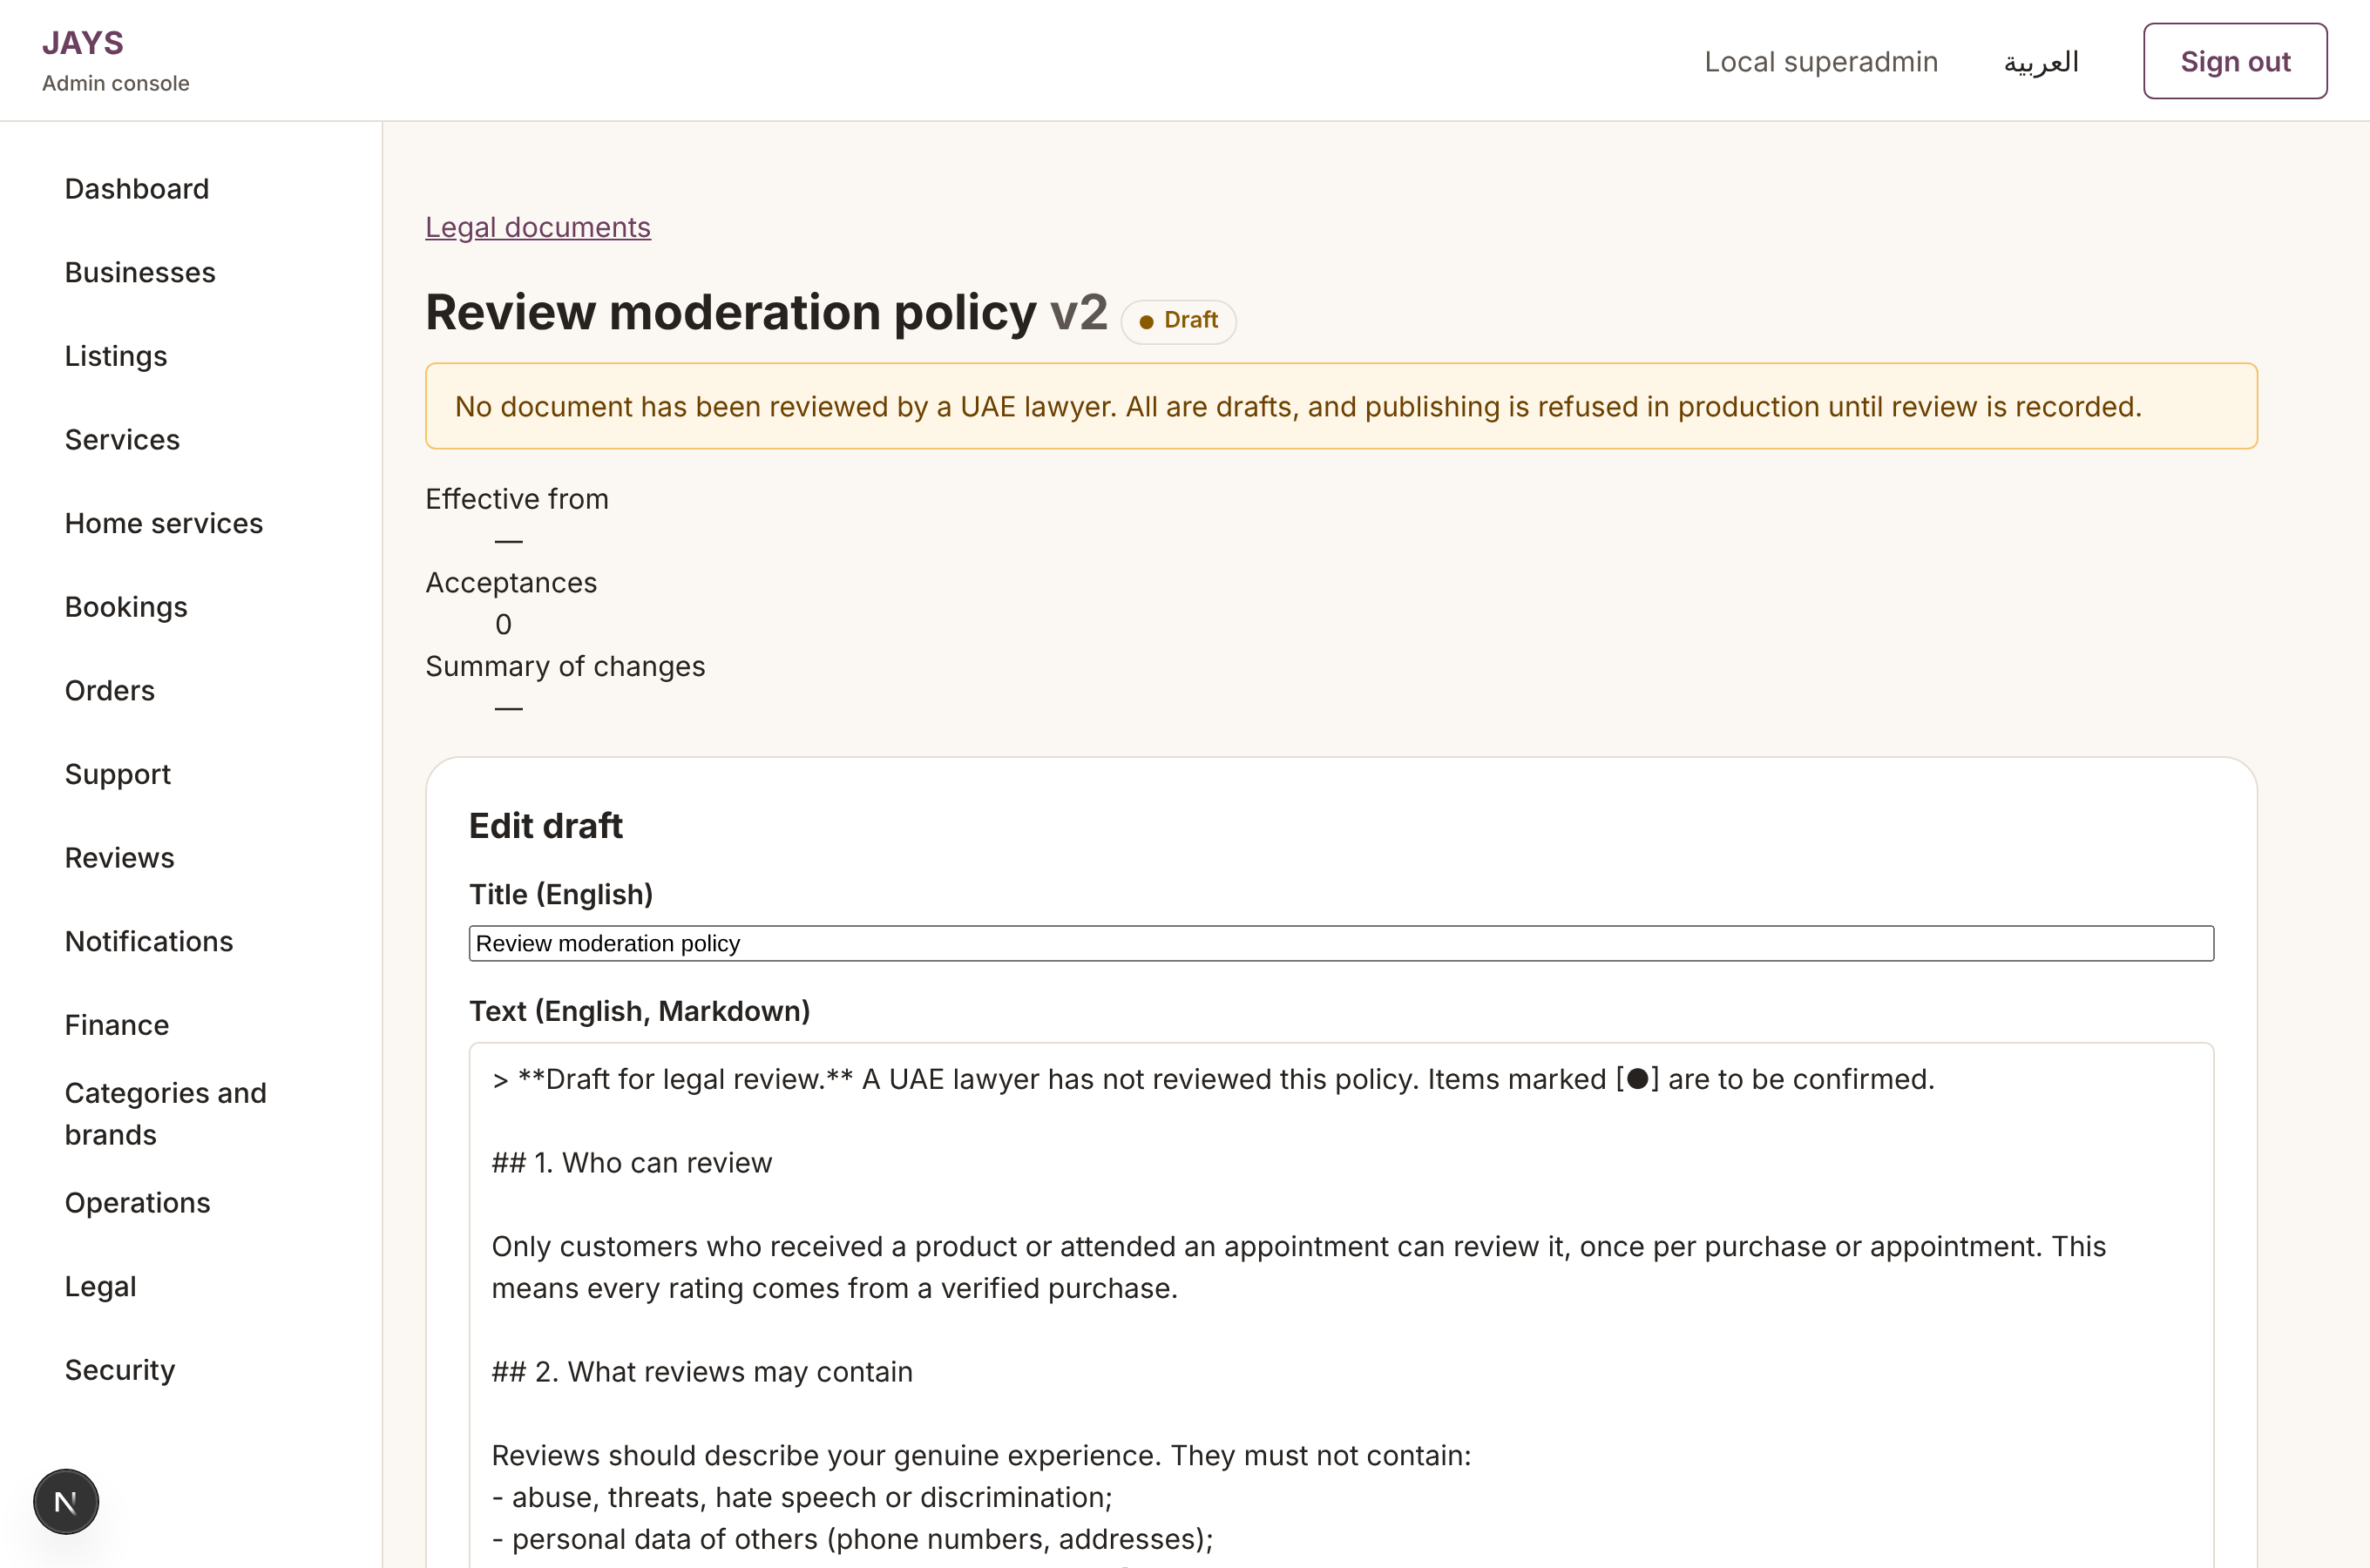 JAYS
Admin console
Local superadmin
العربية
Sign out
Dashboard
Businesses
Listings
Services
Home services
Bookings
Orders
Support
Reviews
Notifications
Finance
Categories and
brands
Operations
Legal
Security
N
Legal documents
Review moderation policy v2
Draft
No document has been reviewed by a UAE lawyer. All are drafts, and publishing is refused in production until review is recorded.
Effective from
—
Acceptances
0
Summary of changes
—
Edit draft
Title (English)
Review moderation policy
Text (English, Markdown)
> **Draft for legal review.** A UAE lawyer has not reviewed this policy. Items marked [●] are to be confirmed.
## 1. Who can review
Only customers who received a product or attended an appointment can review it, once per purchase or appointment. This
means every rating comes from a verified purchase.
## 2. What reviews may contain
Reviews should describe your genuine experience. They must not contain:
- abuse, threats, hate speech or discrimination;
- personal data of others (phone numbers, addresses);